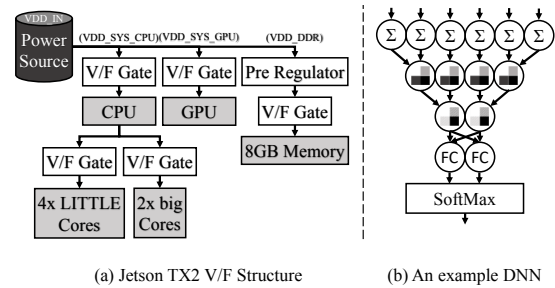 VDD_IN
Power
Source
(VDD_SYS_CPU)(VDD_SYS_GPU)
(VDD_DDR)
V/F Gate
V/F Gate
Pre Regulator
CPU
GPU
V/F Gate
V/F Gate
V/F Gate
8GB Memory
4x LITTLE
Cores
2x big
Cores
(a) Jetson TX2 V/F Structure
Σ Σ Σ Σ Σ Σ
FC FC
SoftMax
(b) An example DNN